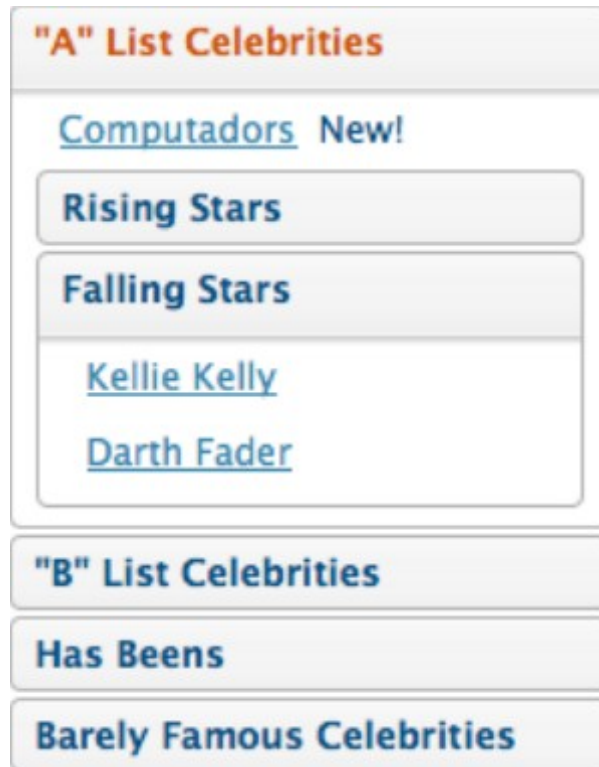 "A" List Celebrities
Computadors New!
Rising Stars
Falling Stars
Kellie Kelly
Darth Fader
"B" List Celebrities
Has Beens
Barely Famous Celebrities